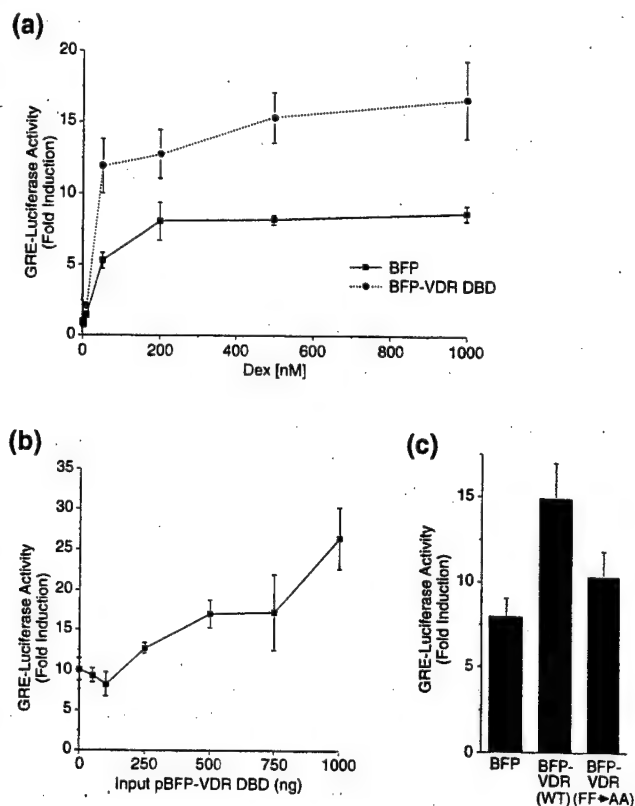 (a)
20
15
10
5
0
GRE-Luciferase Activity
(Fold Induction)
BFP
BFP-VDR DBD
0
200
400
600
800
1000
Dex [nM]
(b)
35
30
25
20
15
10
5
0
GRE-Luciferase Activity
(Fold Induction)
0
250
500
750
1000
input pBFP-VDR DBD (ng)
(c)
15
10
5
0
GRE-Luciferase Activity
(Fold Induction)
BFP
BFP-
VDR
(WT)
BFP-
VDR
(FF➔AA)